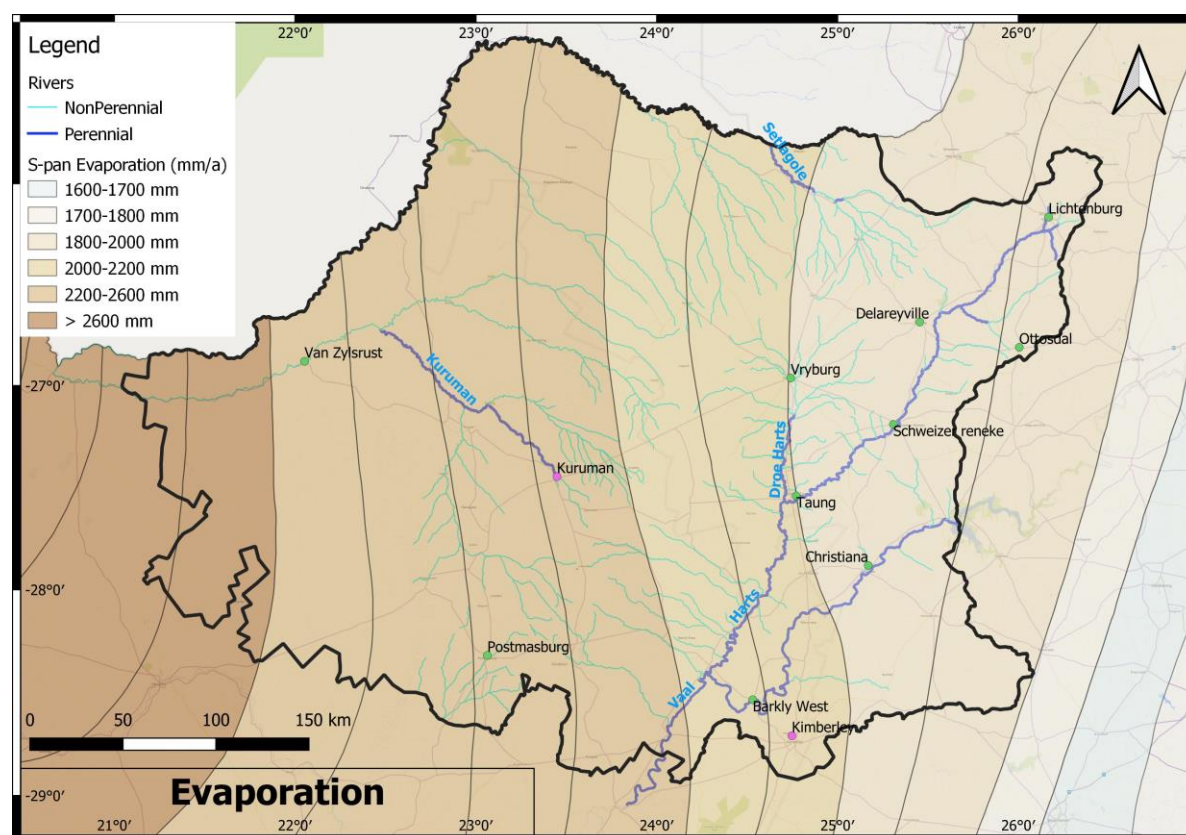 22°0'
23°0'
24°0'
25°0'
26°0'
Legend
Rivers
NonPerennial
Perennial
S-pan Evaporation (mm/a)
1600-1700 mm
1700-1800 mm
1800-2000 mm
2000-2200 mm
2200-2600 mm
> 2600 mm
Setlagole
Lichtenburg
Delareyville
Ottosdal
Van Zylsrust
Kuruman
Vryburg
-27°0'
Schweizer reneke
Droe Harts
Kuruman
Taung
Christiana
-28°0'
Harts
Postmasburg
Vaal
Barkly West
Kimberley
0
50
100
150 km
-29°0'
Evaporation
21°0'
22°0'
23°0'
24°0'
25°0'
26°0'